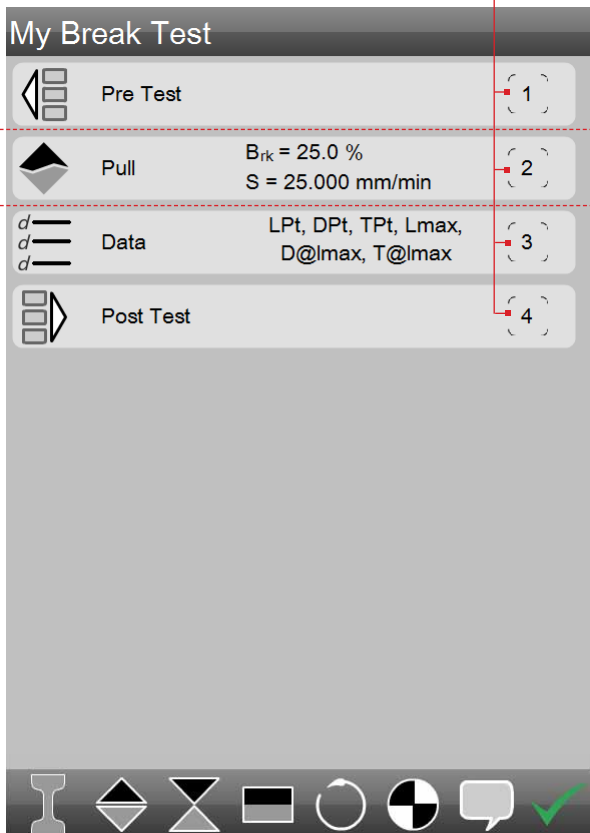 My Break Test
Pre Test 1
Pull Brk = 25.0 % 2
S = 25.000 mm/min
d
d Data LPt, DPt, TPt, Lmax, 3
d D@lmax, T@lmax
Post Test 4